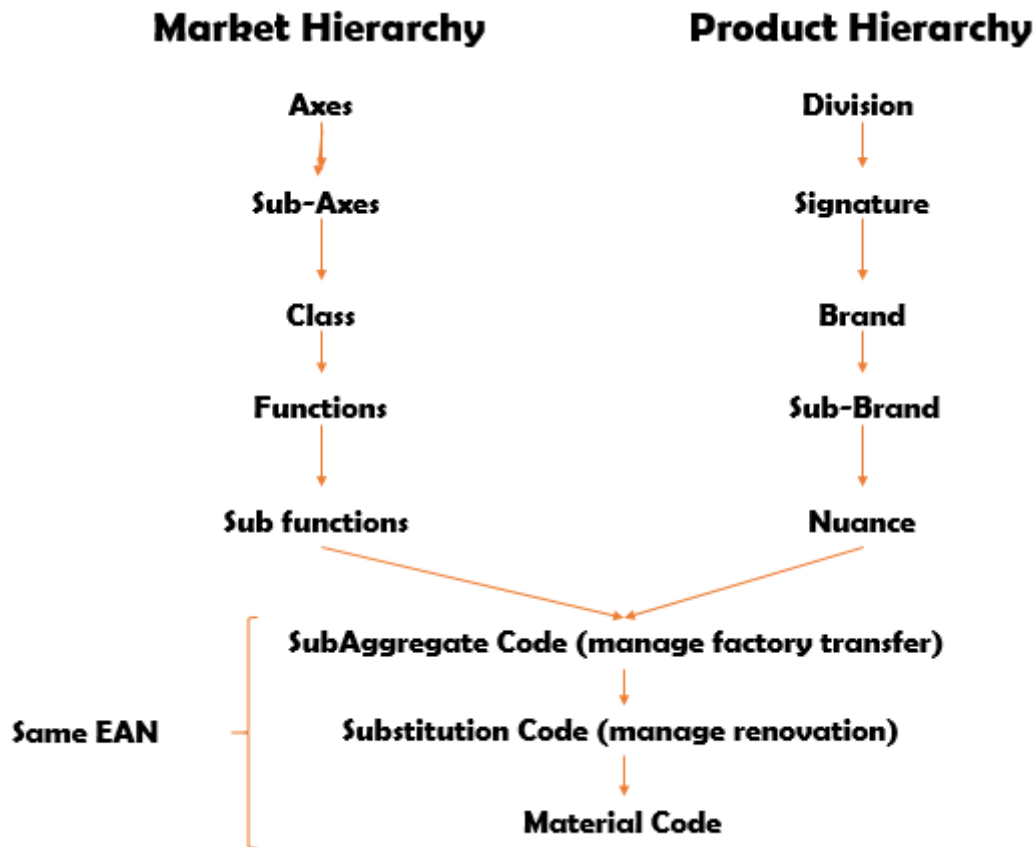 Market Hierarchy
Product Hierarchy
Axes
Division
Sub-Axes
Signature
Class
Brand
Functions
Sub-Brand
Sub functions
Nuance
SubAggregate Code (manage factory transfer)
Same EAN
Substitution Code (manage renovation)
Material Code